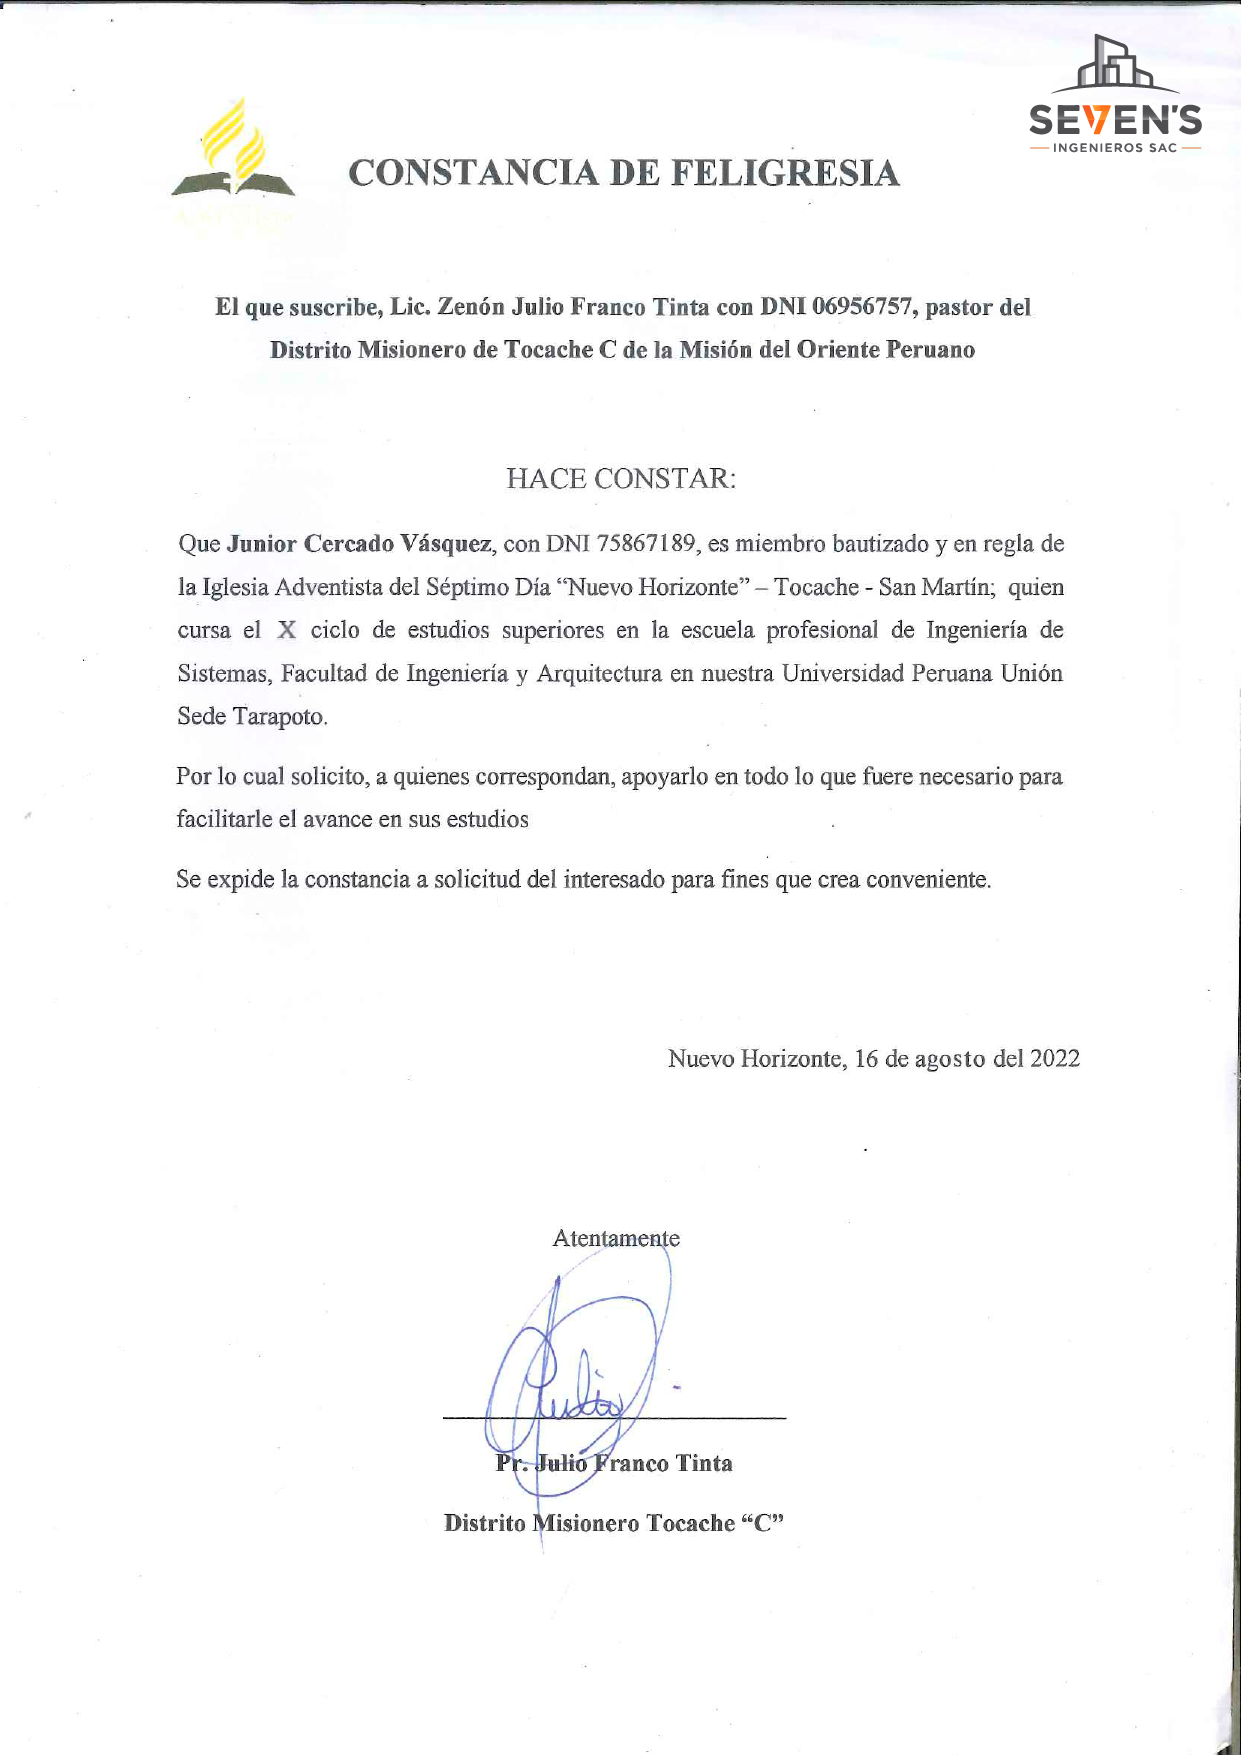 SEVEN'S
INGENIEROS SAC
CONSTANCIA DE FELIGRESIA
El que suscribe, Lic. Zenón Julio Franco Tinta con DNI 06956757, pastor del
Distrito Misionero de Tocache C de la Misión del Oriente Peruano
HACE CONSTAR:
Que Junior Cercado Vásquez, con DNI 75867189, es miembro bautizado y en regla de
la Iglesia Adventista del Séptimo Día “Nuevo Horizonte” – Tocache - San Martín; quien
cursa el X ciclo de estudios superiores en la escuela profesional de Ingeniería de
Sistemas, Facultad de Ingeniería y Arquitectura en nuestra Universidad Peruana Unión
Sede Tarapoto.
Por lo cual solicito, a quienes correspondan, apoyarlo en todo lo que fuere necesario para
facilitarle el avance en sus estudios
Se expide la constancia a solicitud del interesado para fines que crea conveniente.
Nuevo Horizonte, 16 de agosto del 2022
Atentamente
Pr. Julio Franco Tinta
Distrito Misionero Tocache “C”